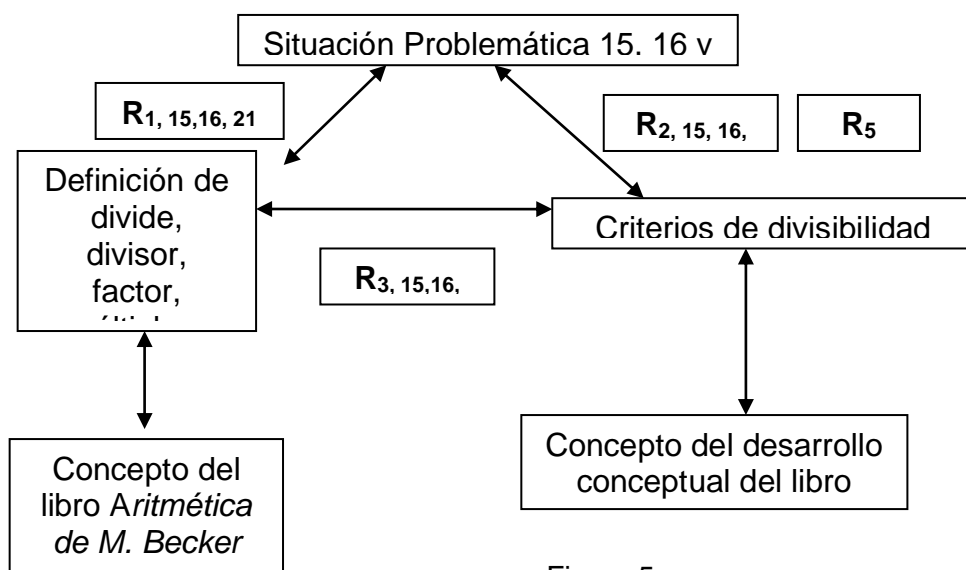 Situación Problemática 15. 16 v
R1, 15,16, 21
R2, 15, 16,
R5
Definición de
divide,
divisor,
factor,
Criterios de divisibilidad
R3, 15,16,
Concepto del
libro Aritmética
de M. Becker
Concepto del desarrollo
conceptual del libro